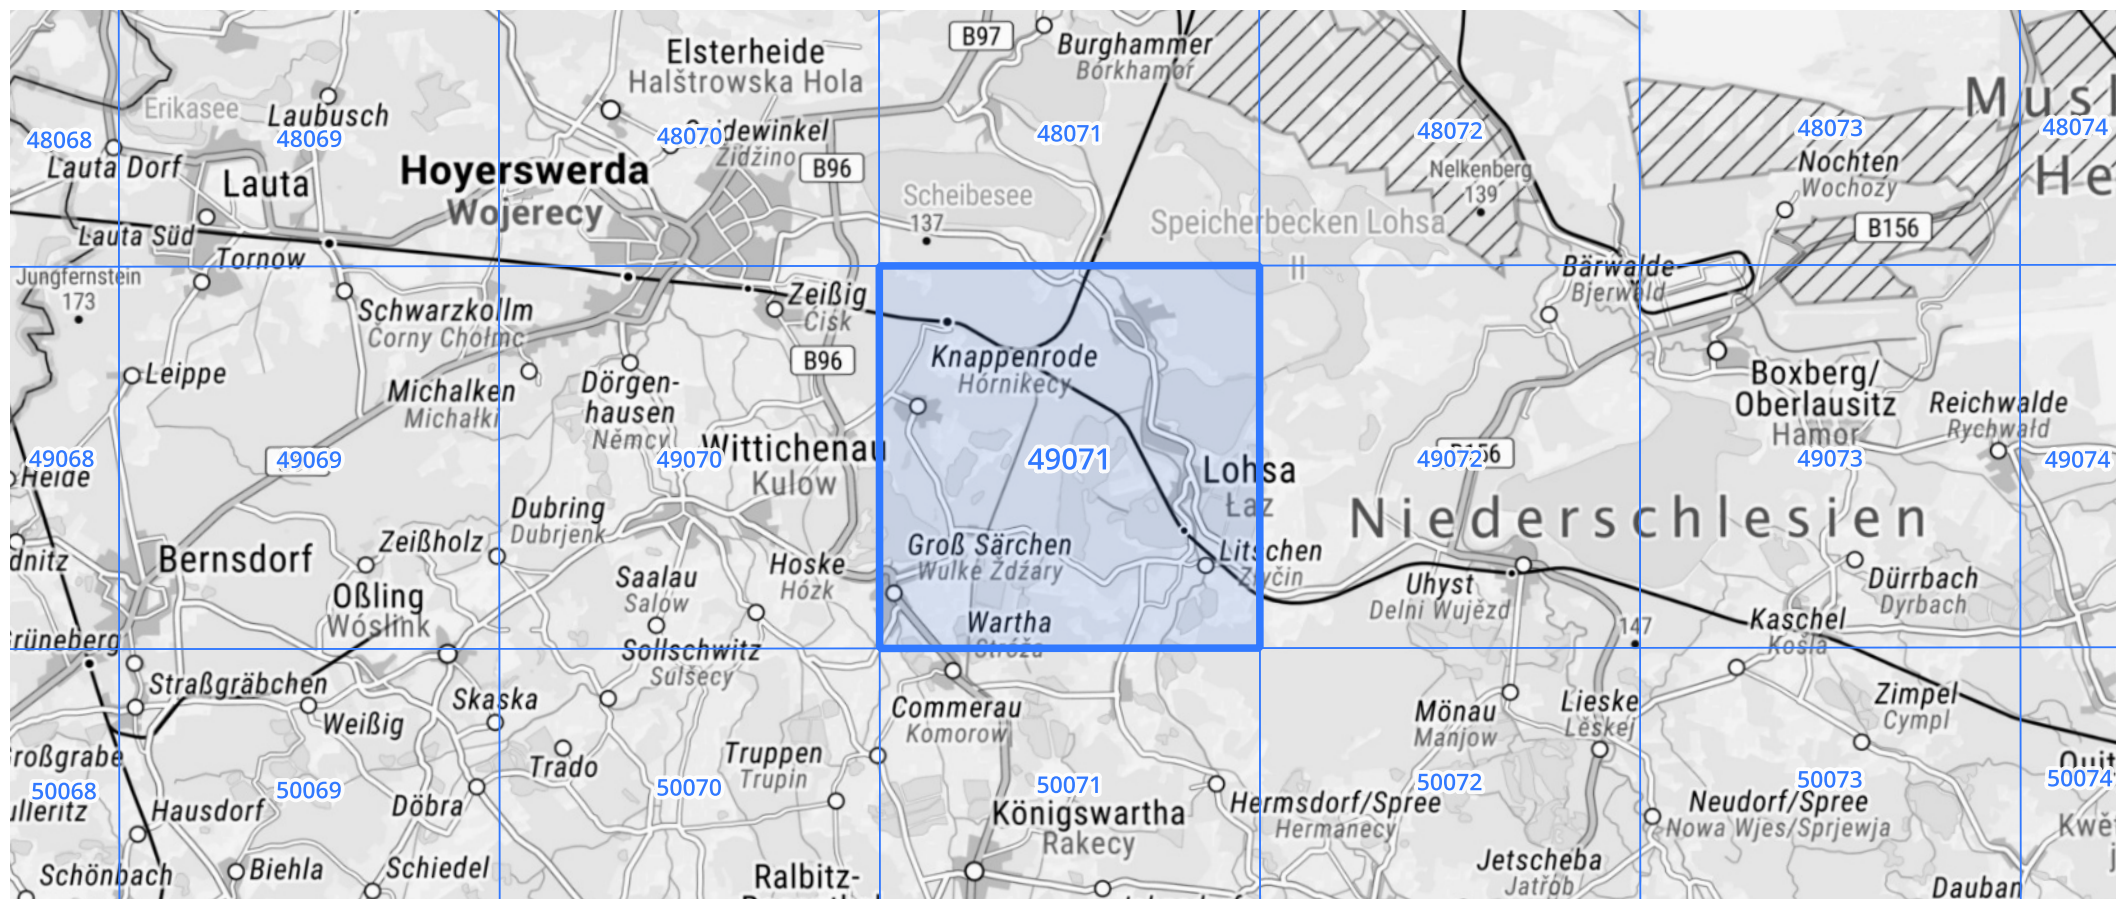 B97
Burghammer
Bórkhamor
Elsterheide
Halštrowska Hola
Erikasee
Laubusch
48068
48069
48070
48071
48072
48073
48074
Zidžino
Lauta Dorf
Lauta
Hoyerswerda
Wojerecy
B96
Scheibesee
137
Speicherbecken Lohsa
II
Nelkenberg
139
Nochten
Wochozy
B156
Lauta Süd
Tornow
Jungfernstein
173
Schwarzkollm
Čorny Chołmc
Zeißig
Ćisk
B96
Bärwalde
Bjerwald
Leippe
Michalken
Michałki
Dörgen-
hausen
Němcy
Knappenrode
Hórnikecy
Boxberg/
Oberlausitz
Hamor
Reichwalde
Rychwałd
Wittichenau
Kulow
49068
49069
49070
49071
49072
49073
49074
Heide
Lohsa
Łaz
Niederschlesien
Dubring
Dubrjenk
Zeißholz
Bernsdorf
Oßling
Wóslink
Saalau
Salow
Hoske
Hózk
Groß Särchen
Wulke Ždźary
Litschen
Uhyst
Delni Wujězd
Dürrbach
Dyrbach
Wartha
Stróža
147
Kaschel
Sollschwitz
Sulšecy
Straßgräbchen
Weißig
Skaska
Commerau
Komorow
Mönau
Manjow
Lieske
Lěskej
Zimpel
Cympl
Trado
Truppen
Trupin
50068
50069
50070
50071
50072
50073
50074
Hausdorf
Döbra
Königswartha
Rakecy
Hermsdorf/Spree
Hermanecy
Neudorf/Spree
Nowa Wjes/Sprjewja
Schönbach
Biehla
Schiedel
Ralbitz-
Jetscheba
Jatřob
Dauban